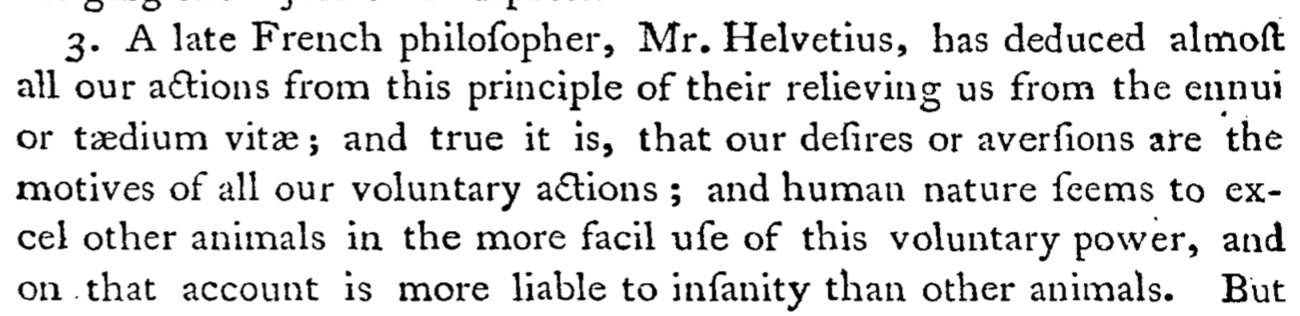 3. A late French philoſopher, Mr. Helvetius, has deduced almoſt
all our actions from this principle of their relieving us from the ennui
or tædium vitæ; and true it is, that our deſires or averſions are the
motives of all our voluntary actions; and human nature ſeems to ex-
cel other animals in the more facil uſe of this voluntary power, and
on that account is more liable to inſanity than other animals. But